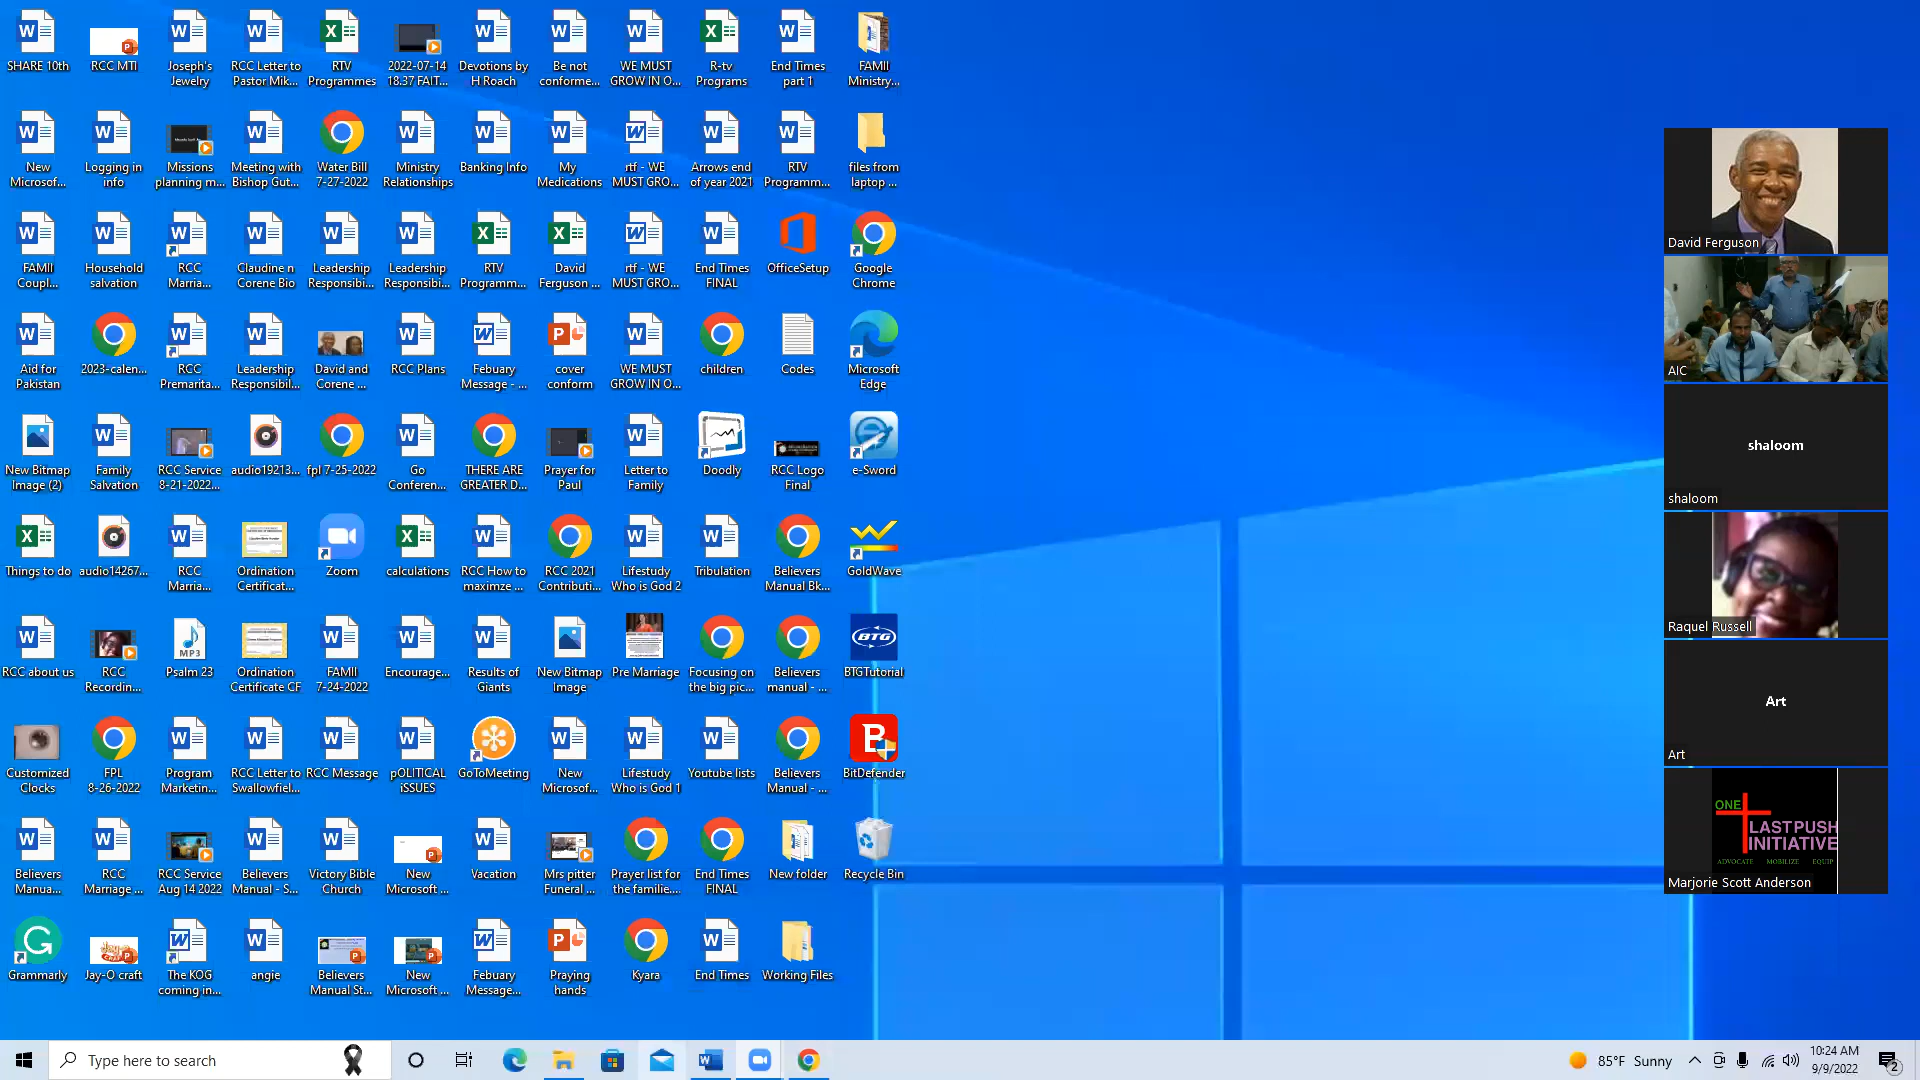 SHARE 10th
RCC MTI
Joseph's
Jewelry
RCC Letter to
Pastor Mik...
RTV
Programmes
2022-07-14
18.37 FAIT...
Devotions by
H Roach
Be not
conforme...
WE MUST
GROW IN O...
R-tv
Programs
End Times
part 1
FAMII
Ministry...
New
Microsof...
Logging in
info
Missions
planning m...
Meeting with
Bishop Gut...
Water Bill
7-27-2022
Ministry
Relationships
Banking Info
My
Medications
rtf - WE
MUST GRO...
Arrows end
of year 2021
RTV
Programm...
files from
laptop ...
FAMII
Coupl...
Household
salvation
RCC
Marria...
Claudine n
Corene Bio
Leadership
Responsibi...
Leadership
Responsibi...
RTV
Programm...
David
Ferguson ...
rtf - WE
MUST GRO...
End Times
FINAL
OfficeSetup
Google
Chrome
Aid for
Pakistan
2023-calen...
RCC
Premarita...
Leadership
Responsibil...
David and
Corene ...
RCC Plans
Febuary
Message - ...
cover
conform
WE MUST
GROW IN O...
children
Codes
Microsoft
Edge
New Bitmap
Image (2)
Family
Salvation
RCC Service
8-21-2022...
audio19213...
fpl 7-25-2022
Go
Conferen...
THERE ARE
GREATER D...
Prayer for
Paul
Letter to
Family
Doodly
RCC Logo
Final
e-Sword
Things to do
audio14267...
RCC
Marria...
Ordination
Certificat...
Zoom
calculations
RCC How to
maximze ...
RCC 2021
Contributi...
Lifestudy
Who is God 2
Tribulation
Believers
Manual Bk...
GoldWave
RCC about us
RCC
Recordin...
MP3
Psalm 23
Ordination
Certificate CF
FAMII
7-24-2022
Encourage...
Results of
Giants
New Bitmap
Image
Pre Marriage
Focusing on
the big pic...
Believers
manual - ...
BTG
BTGTutorial
Customized
Clocks
FPL
8-26-2022
Program
Marketin...
RCC Letter to
Swallowfiel...
RCC Message
pOLITICAL
iSSUES
GoToMeeting
New
Microsof...
Lifestudy
Who is God 1
Youtube lists
Believers
Manual - ...
BitDefender
Believers
Manua...
RCC
Marriage ...
RCC Service
Aug 14 2022
Believers
Manual - S...
Victory Bible
Church
New
Microsoft ...
Vacation
Mrs pitter
Funeral ...
Prayer list for
the familie....
End Times
FINAL
New folder
Recycle Bin
Grammarly
Jay-O craft
The KOG
coming in...
angie
Believers
Manual St...
New
Microsoft ...
Febuary
Message...
Praying
hands
Kyara
End Times
Working Files
David Ferguson
AIC
shaloom
shaloom
Raquel Russell
Art
Art
ONE
LASTPUSH
INITIATIVE
ADVOCATE MOBILIZE EQUIP
Marjorie Scott Anderson
Type here to search
85°F Sunny
10:24 AM
9/9/2022
2